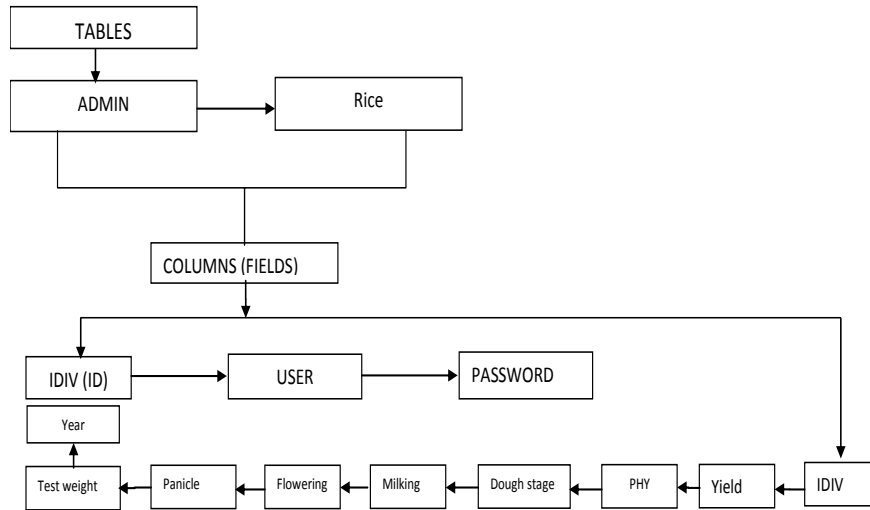 TABLES
ADMIN
Rice
COLUMNS (FIELDS)
IDIV (ID)
USER
PASSWORD
Year
Test weight
Panicle
Flowering
Milking
Dough stage
PHY
Yield
IDIV